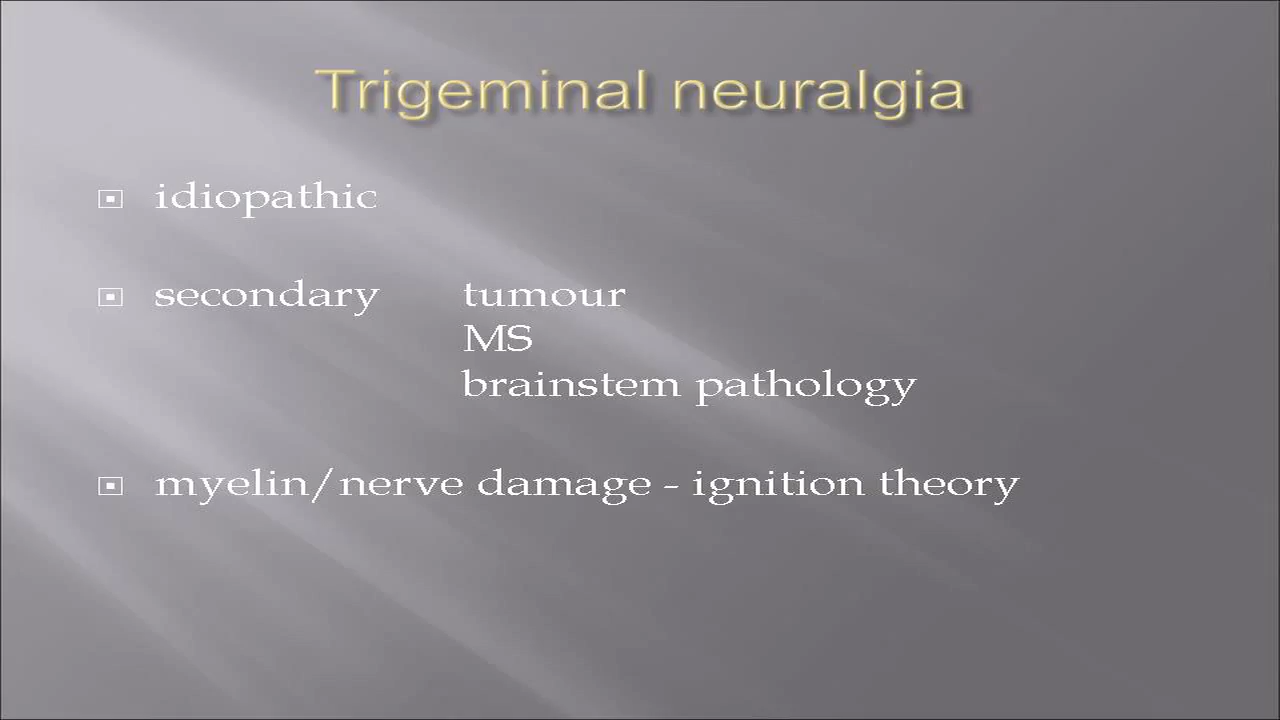 Trigeminal neuralgia
idiopathic
secondary tumour
MS
brainstem pathology
myelin/nerve damage - ignition theory